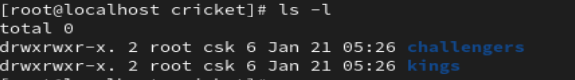 [root@localhost cricket]# ls -l
total 0
drwxrwxr-x. 2 root csk 6 Jan 21 05:26 challengers
drwxrwxr-x. 2 root csk 6 Jan 21 05:26 kings